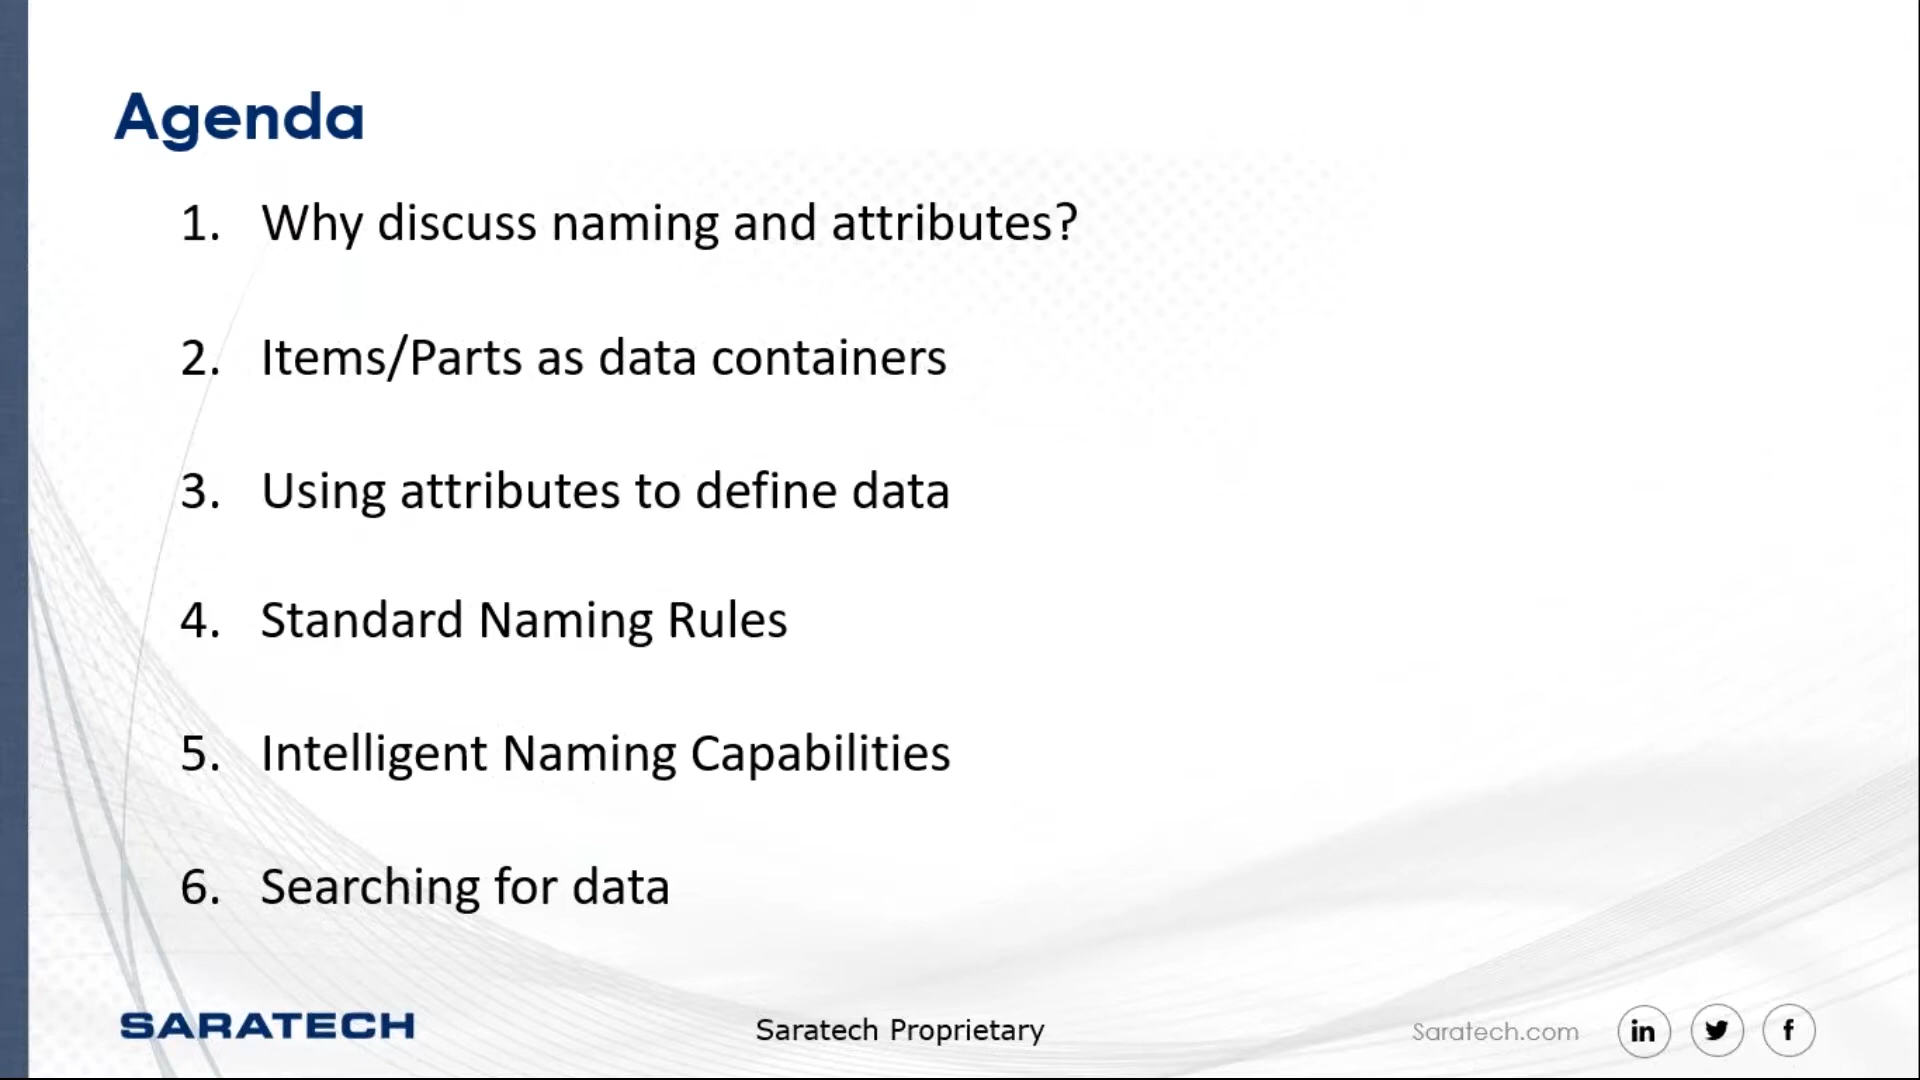 Agenda
1. Why discuss naming and attributes?
2. Items/Parts as data containers
3. Using attributes to define data
4. Standard Naming Rules
5. Intelligent Naming Capabilities
6. Searching for data
SARATECH
Saratech Proprietary
Saratech.com
in
f